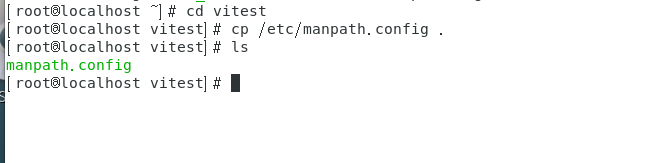 [root@localhost ~]# cd vitest
[root@localhost vitest]# cp /etc/manpath.config .
[root@localhost vitest]# ls
manpath.config
[root@localhost vitest]#